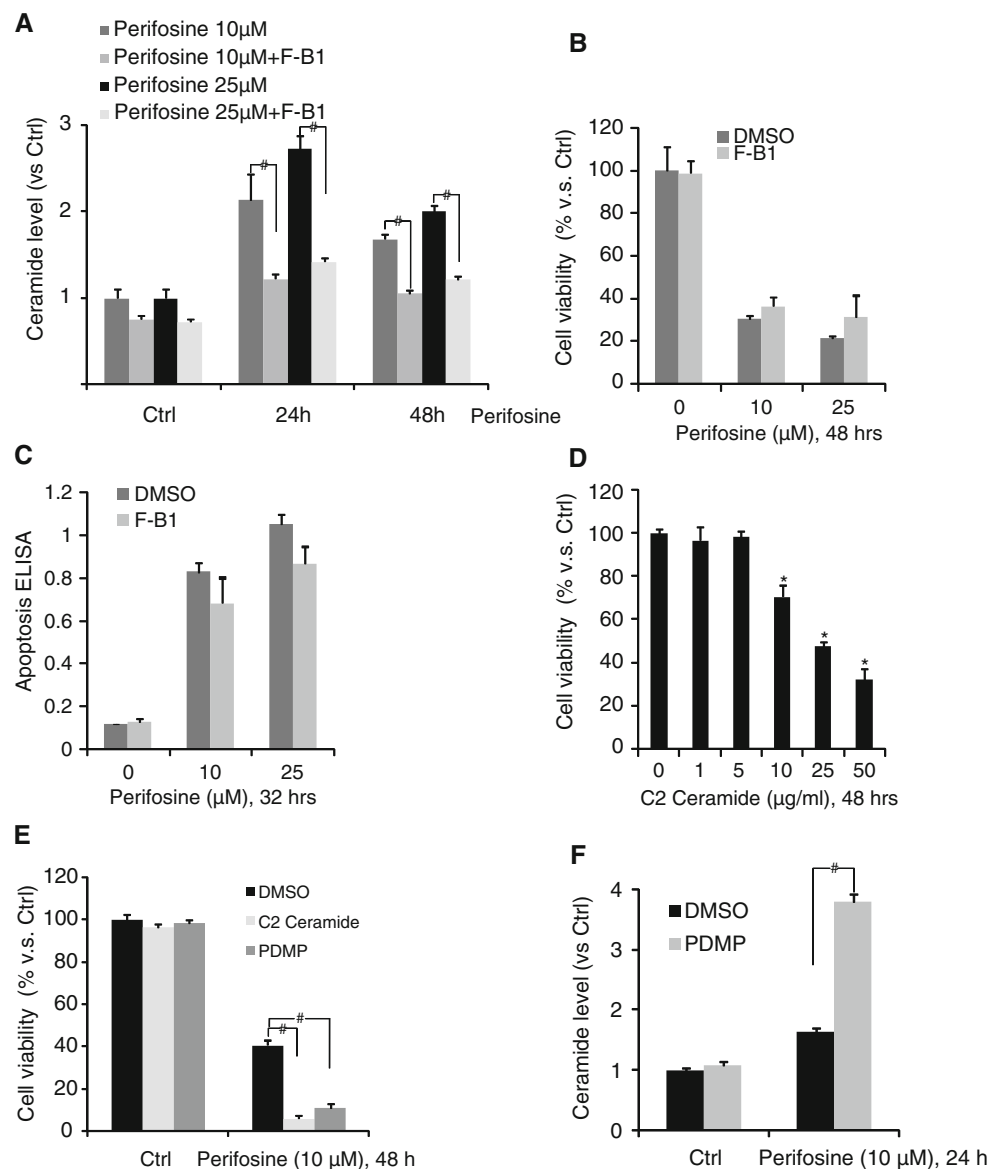 A
Perifosine 10µM
Perifosine 10µM+F-B1
Perifosine 25µM
Perifosine 25µM+F-B1
Ceramide level (vs Ctrl)
3
2
1
# # # #
Ctrl 24h 48h Perifosine
B
DMSO
F-B1
Cell viability (% v.s. Ctrl)
120
100
80
60
40
20
0
0 10 25
Perifosine (µM), 48 hrs
C
DMSO
F-B1
Apoptosis ELISA
1.2
1
0.8
0.6
0.4
0.2
0
0 10 25
Perifosine (µM), 32 hrs
D
Cell viability (% v.s. Ctrl)
120
100
80
60
40
20
0
* * *
0 1 5 10 25 50
C2 Ceramide (µg/ml), 48 hrs
E
DMSO
C2 Ceramide
PDMP
Cell viability (% v.s. Ctrl)
120
100
80
60
40
20
0
# #
Ctrl Perifosine (10 µM), 48 h
F
DMSO
PDMP
Ceramide level (vs Ctrl)
4
3
2
1
0
#
Ctrl Perifosine (10 µM), 24 h